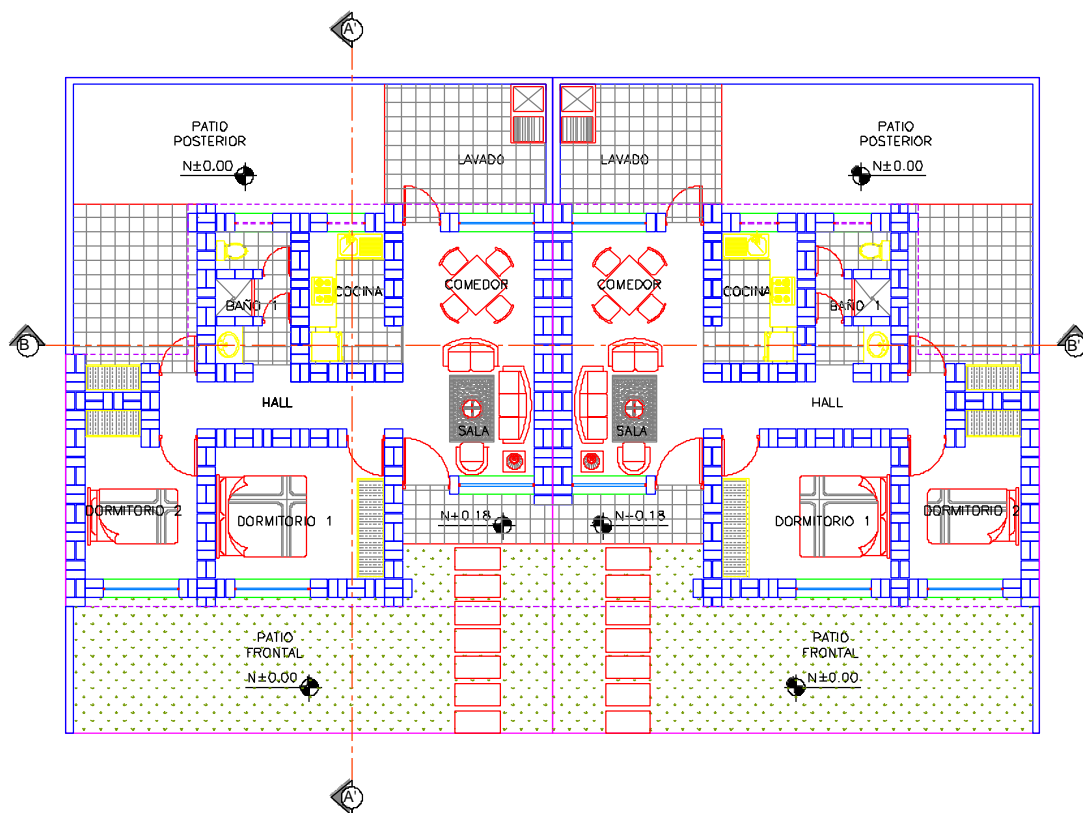 A'
PATIO
POSTERIOR
N±0.00
LAVADO
LAVADO
PATIO
POSTERIOR
N±0.00
COCINA
COMEDOR
COMEDOR
COCINA
BAÑO 1
BAÑO 1
B
B'
HALL
SALA
SALA
HALL
DORMITORIO 2
DORMITORIO 1
N+0.18
N+0.18
DORMITORIO 1
DORMITORIO 2
PATIO
FRONTAL
N±0.00
PATIO
FRONTAL
N±0.00
A'